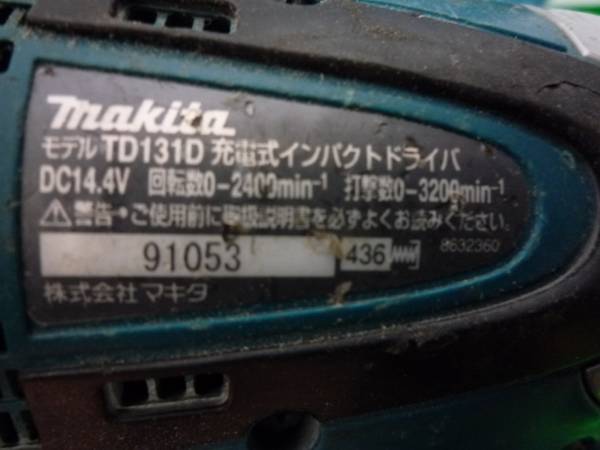 makita
モデル TD131D 充電式インパクトドライバ
DC14.4V 回転数0-2400min⁻¹ 打撃数0-3200min⁻¹
⚠警告・ご使用前に取扱説明書を必ずよくお読みください。
8632360
91053 436
株式会社 マキタ